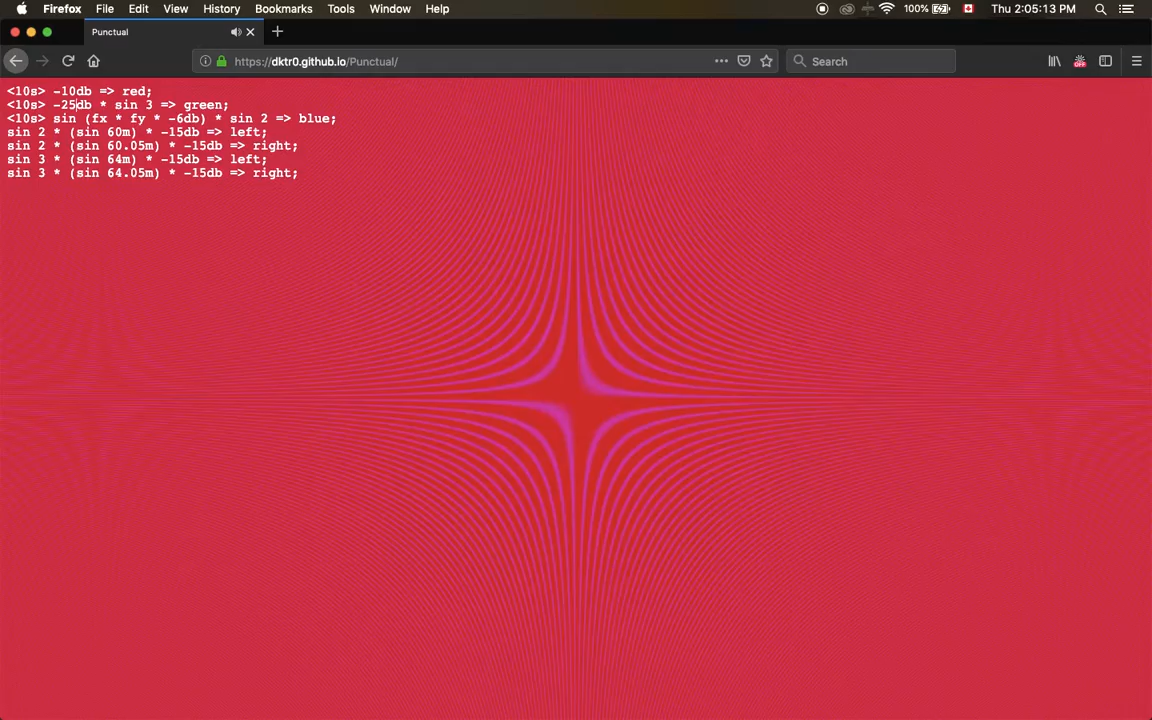 Firefox File Edit View History Bookmarks Tools Window Help 100% Thu 2:05:13 PM
Punctual
https://dktr0.github.io/Punctual/ Search
OFF
<10s> -10db => red;
<10s> -25db * sin 3 => green;
<10s> sin (fx * fy * -6db) * sin 2 => blue;
sin 2 * (sin 60m) * -15db => left;
sin 2 * (sin 60.05m) * -15db => right;
sin 3 * (sin 64m) * -15db => left;
sin 3 * (sin 64.05m) * -15db => right;